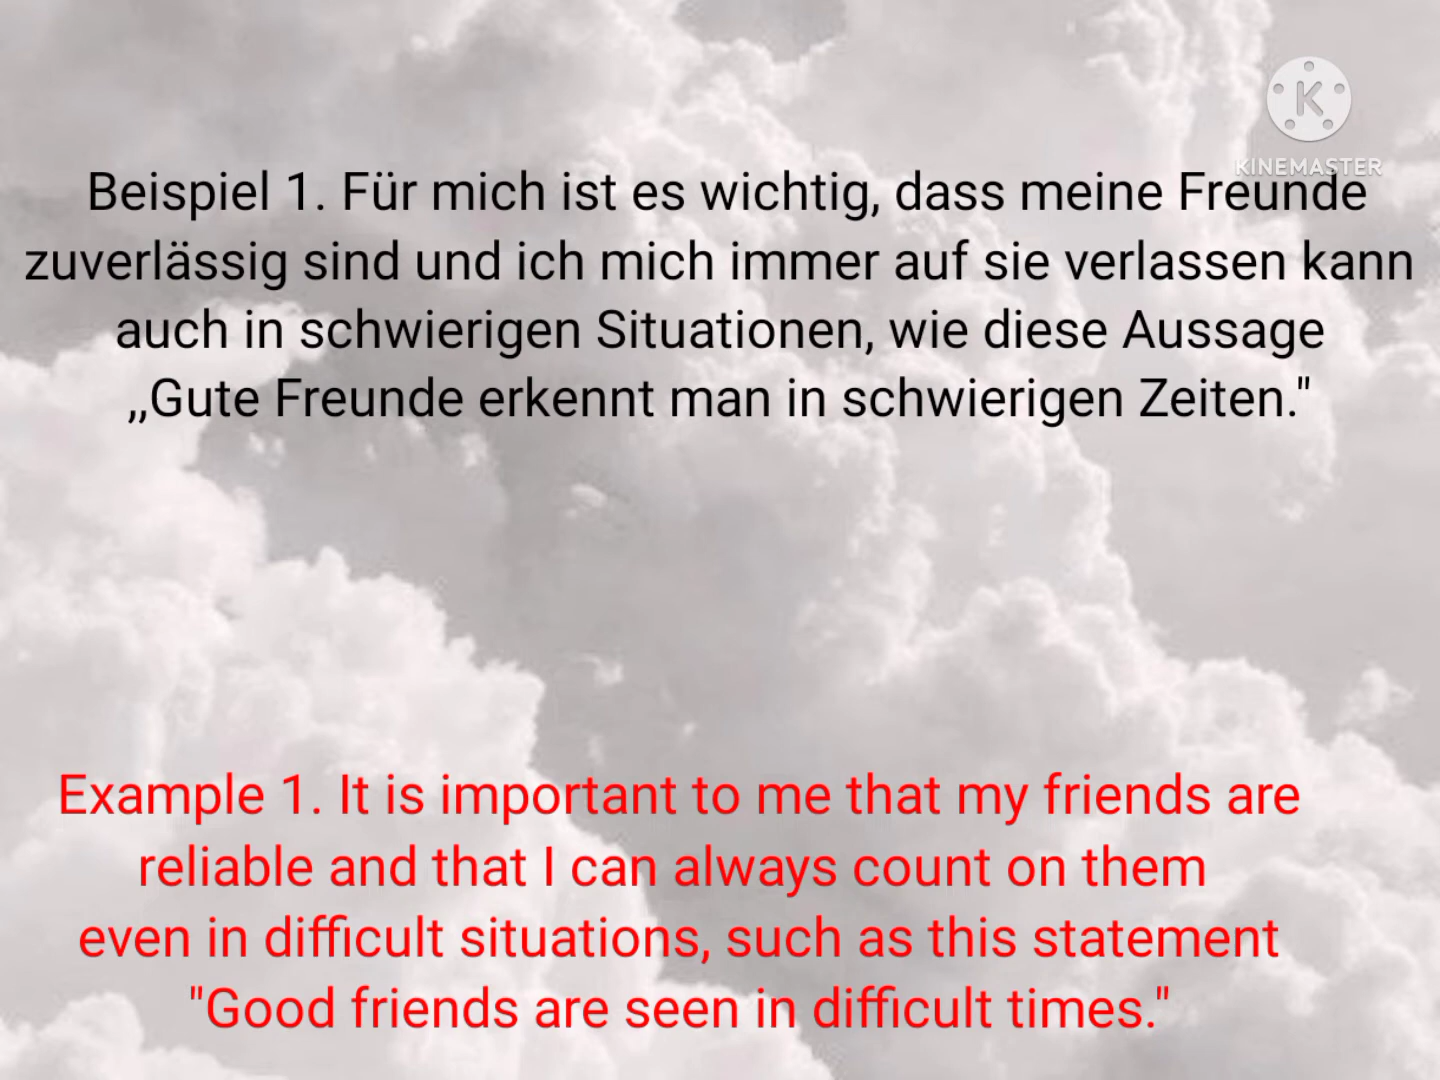 KINEMASTER
Beispiel 1. Für mich ist es wichtig, dass meine Freunde
zuverlässig sind und ich mich immer auf sie verlassen kann
auch in schwierigen Situationen, wie diese Aussage
,,Gute Freunde erkennt man in schwierigen Zeiten."
Example 1. It is important to me that my friends are
reliable and that I can always count on them
even in difficult situations, such as this statement
"Good friends are seen in difficult times."